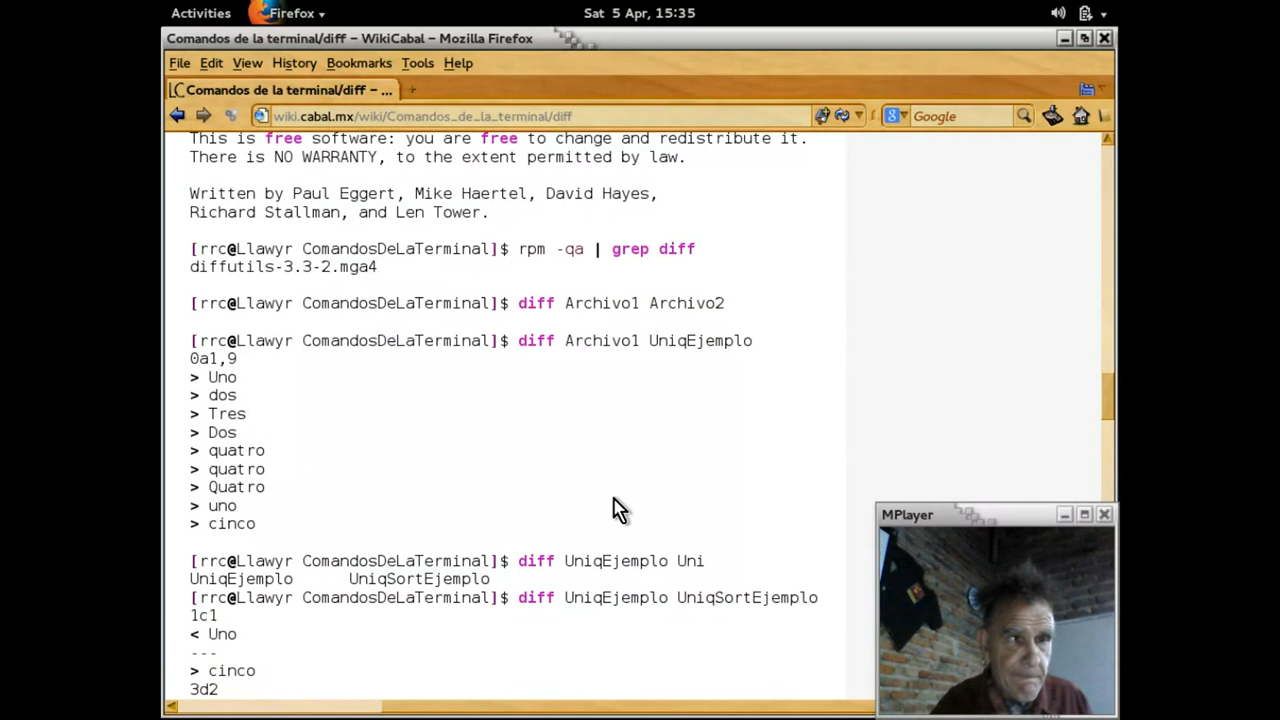 Activities Firefox Sat 5 Apr, 15:35
Comandos de la terminal/diff – WikiCabal – Mozilla Firefox
File Edit View History Bookmarks Tools Help
Comandos de la terminal/diff – ...
wiki.cabal.mx/wiki/Comandos_de_la_terminal/diff Google
This is free software: you are free to change and redistribute it.
There is NO WARRANTY, to the extent permitted by law.
Written by Paul Eggert, Mike Haertel, David Hayes,
Richard Stallman, and Len Tower.
[rrc@Llawyr ComandosDeLaTerminal]$ rpm -qa | grep diff
diffutils-3.3-2.mga4
[rrc@Llawyr ComandosDeLaTerminal]$ diff Archivo1 Archivo2
[rrc@Llawyr ComandosDeLaTerminal]$ diff Archivo1 UniqEjemplo
0a1,9
> Uno
> dos
> Tres
> Dos
> quatro
> quatro
> Quatro
> uno
> cinco
[rrc@Llawyr ComandosDeLaTerminal]$ diff UniqEjemplo Uni
UniqEjemplo UniqSortEjemplo
[rrc@Llawyr ComandosDeLaTerminal]$ diff UniqEjemplo UniqSortEjemplo
1c1
< Uno
---
> cinco
3d2
MPlayer